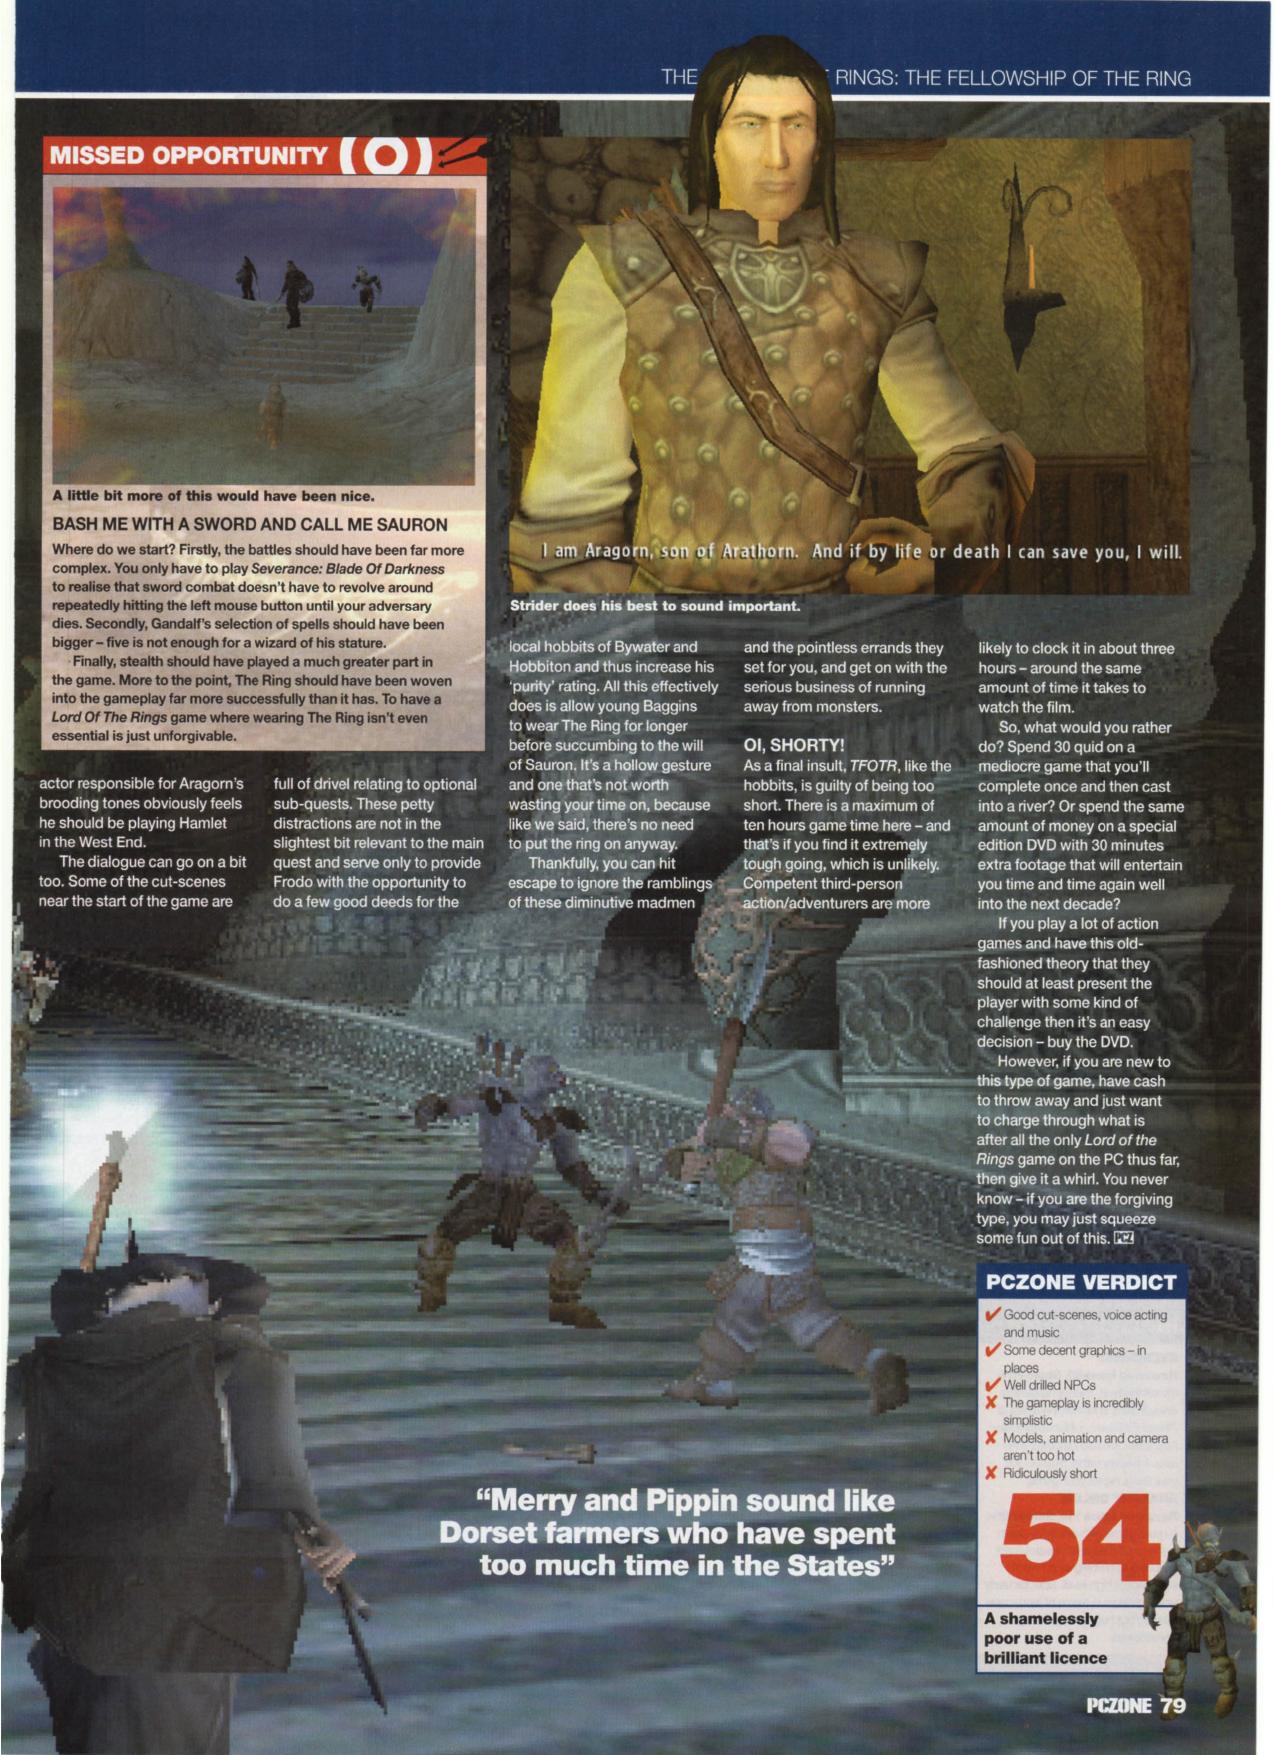 THE RINGS: THE FELLOWSHIP OF THE RING
MISSED OPPORTUNITY
A little bit more of this would have been nice.
BASH ME WITH A SWORD AND CALL ME SAURON
Where do we start? Firstly, the battles should have been far more
complex. You only have to play Severance: Blade Of Darkness
to realise that sword combat doesn't have to revolve around
repeatedly hitting the left mouse button until your adversary
dies. Secondly, Gandalf's selection of spells should have been
bigger – five is not enough for a wizard of his stature.
Finally, stealth should have played a much greater part in
the game. More to the point, The Ring should have been woven
into the gameplay far more successfully than it has. To have a
Lord Of The Rings game where wearing The Ring isn't even
essential is just unforgivable.
I am Aragorn, son of Arathorn. And if by life or death I can save you, I will.
Strider does his best to sound important.
actor responsible for Aragorn's
brooding tones obviously feels
he should be playing Hamlet
in the West End.
The dialogue can go on a bit
too. Some of the cut-scenes
near the start of the game are
full of drivel relating to optional
sub-quests. These petty
distractions are not in the
slightest bit relevant to the main
quest and serve only to provide
Frodo with the opportunity to
do a few good deeds for the
local hobbits of Bywater and
Hobbiton and thus increase his
'purity' rating. All this effectively
does is allow young Baggins
to wear The Ring for longer
before succumbing to the will
of Sauron. It's a hollow gesture
and one that's not worth
wasting your time on, because
like we said, there's no need
to put the ring on anyway.
Thankfully, you can hit
escape to ignore the ramblings
of these diminutive madmen
and the pointless errands they
set for you, and get on with the
serious business of running
away from monsters.
OI, SHORTY!
As a final insult, TFOTR, like the
hobbits, is guilty of being too
short. There is a maximum of
ten hours game time here – and
that's if you find it extremely
tough going, which is unlikely.
Competent third-person
action/adventurers are more
likely to clock it in about three
hours – around the same
amount of time it takes to
watch the film.
So, what would you rather
do? Spend 30 quid on a
mediocre game that you'll
complete once and then cast
into a river? Or spend the same
amount of money on a special
edition DVD with 30 minutes
extra footage that will entertain
you time and time again well
into the next decade?
If you play a lot of action
games and have this old-
fashioned theory that they
should at least present the
player with some kind of
challenge then it's an easy
decision – buy the DVD.
However, if you are new to
this type of game, have cash
to throw away and just want
to charge through what is
after all the only Lord of the
Rings game on the PC thus far,
then give it a whirl. You never
know – if you are the forgiving
type, you may just squeeze
some fun out of this. PCZ
"Merry and Pippin sound like
Dorset farmers who have spent
too much time in the States"
PCZONE VERDICT
✔ Good cut-scenes, voice acting
and music
✔ Some decent graphics – in
places
✔ Well drilled NPCs
✘ The gameplay is incredibly
simplistic
✘ Models, animation and camera
aren't too hot
✘ Ridiculously short
54
A shamelessly
poor use of a
brilliant licence
PCZONE 79